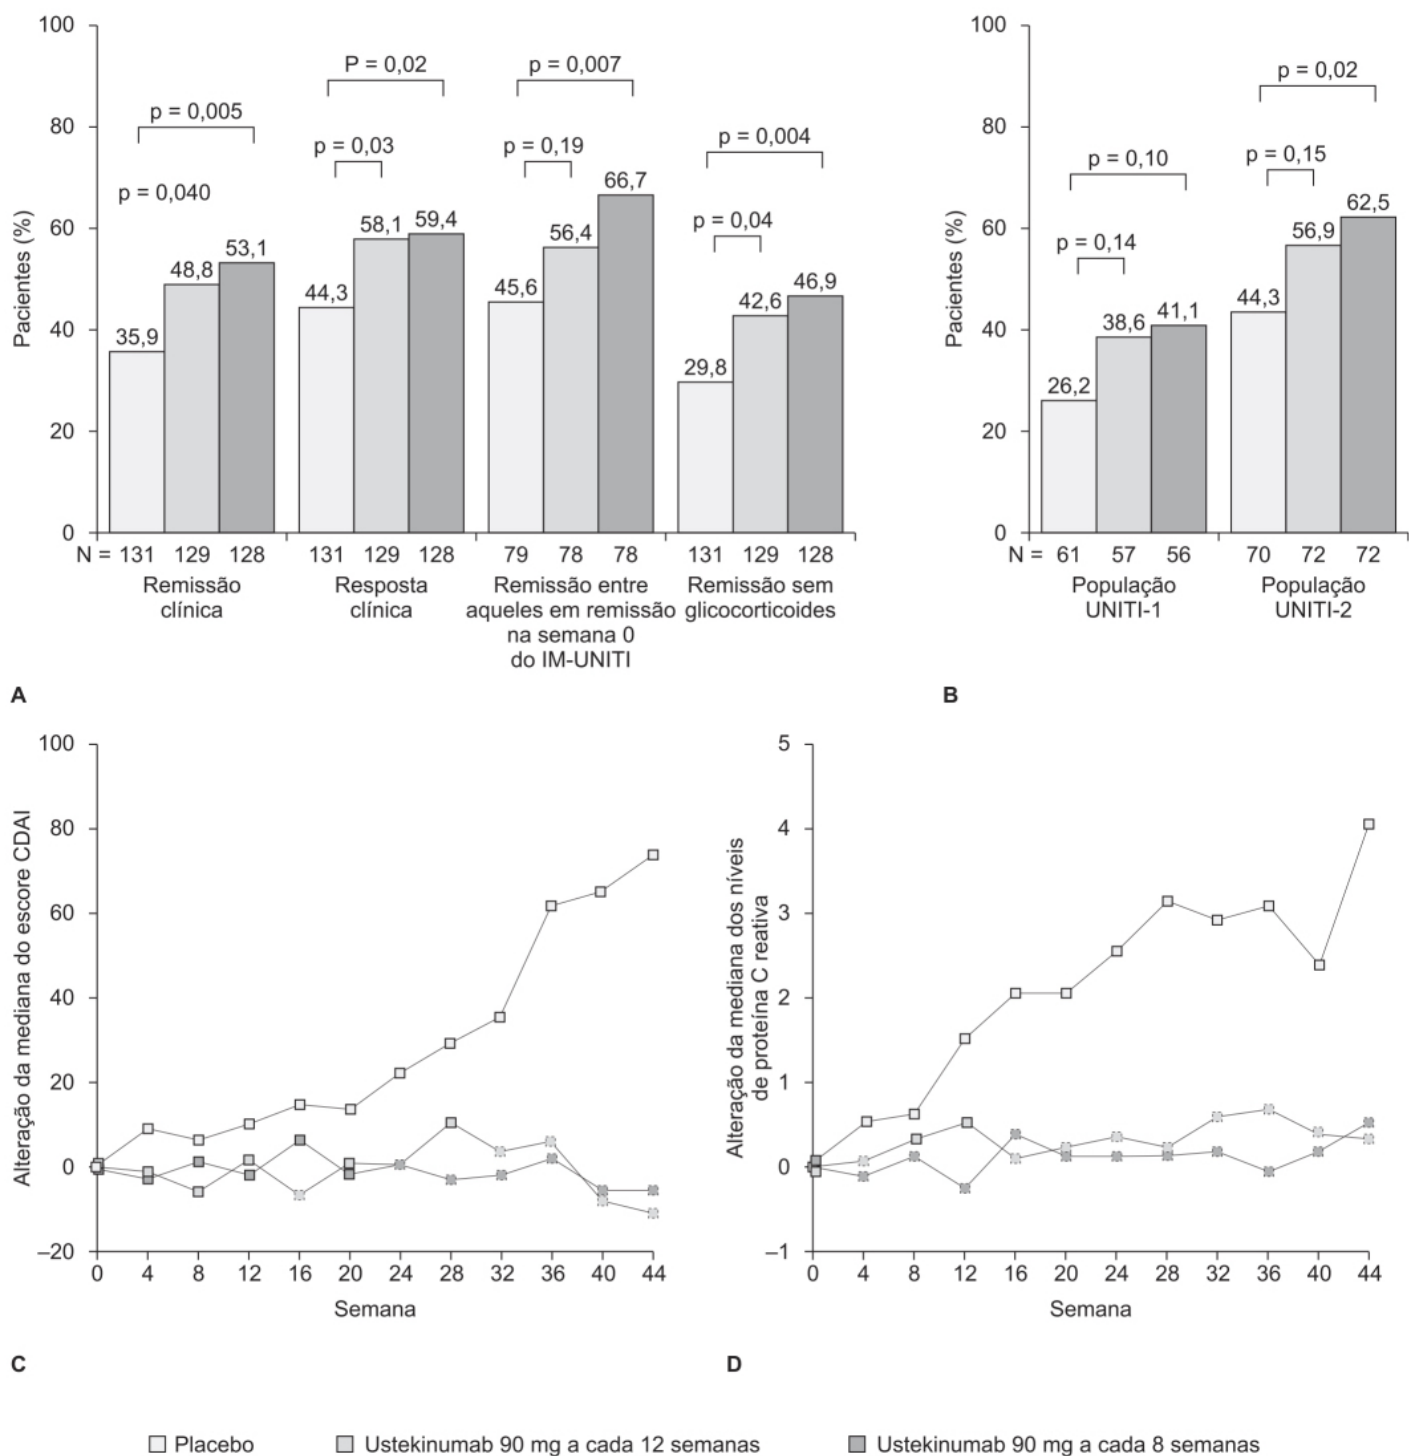 100
80
60
40
20
0
Pacientes (%)
p = 0,005
p = 0,040
35,9
48,8
53,1
P = 0,02
p = 0,03
44,3
58,1
59,4
p = 0,007
p = 0,19
45,6
56,4
66,7
p = 0,004
p = 0,04
29,8
42,6
46,9
N = 131 129 128
131 129 128
79 78 78
131 129 128
Remissão
clínica
Resposta
clínica
Remissão entre
aqueles em remissão
na semana 0
do IM-UNITI
Remissão sem
glicocorticoides
A
100
80
60
40
20
0
Pacientes (%)
p = 0,10
p = 0,14
26,2
38,6
41,1
p = 0,02
p = 0,15
44,3
56,9
62,5
N = 61 57 56
70 72 72
População
UNITI-1
População
UNITI-2
B
100
80
60
40
20
0
–20
Alteração da mediana do escore CDAI
0 4 8 12 16 20 24 28 32 36 40 44
Semana
C
5
4
3
2
1
0
–1
Alteração da mediana dos níveis
de proteína C reativa
0 4 8 12 16 20 24 28 32 36 40 44
Semana
D
Placebo
Ustekinumab 90 mg a cada 12 semanas
Ustekinumab 90 mg a cada 8 semanas